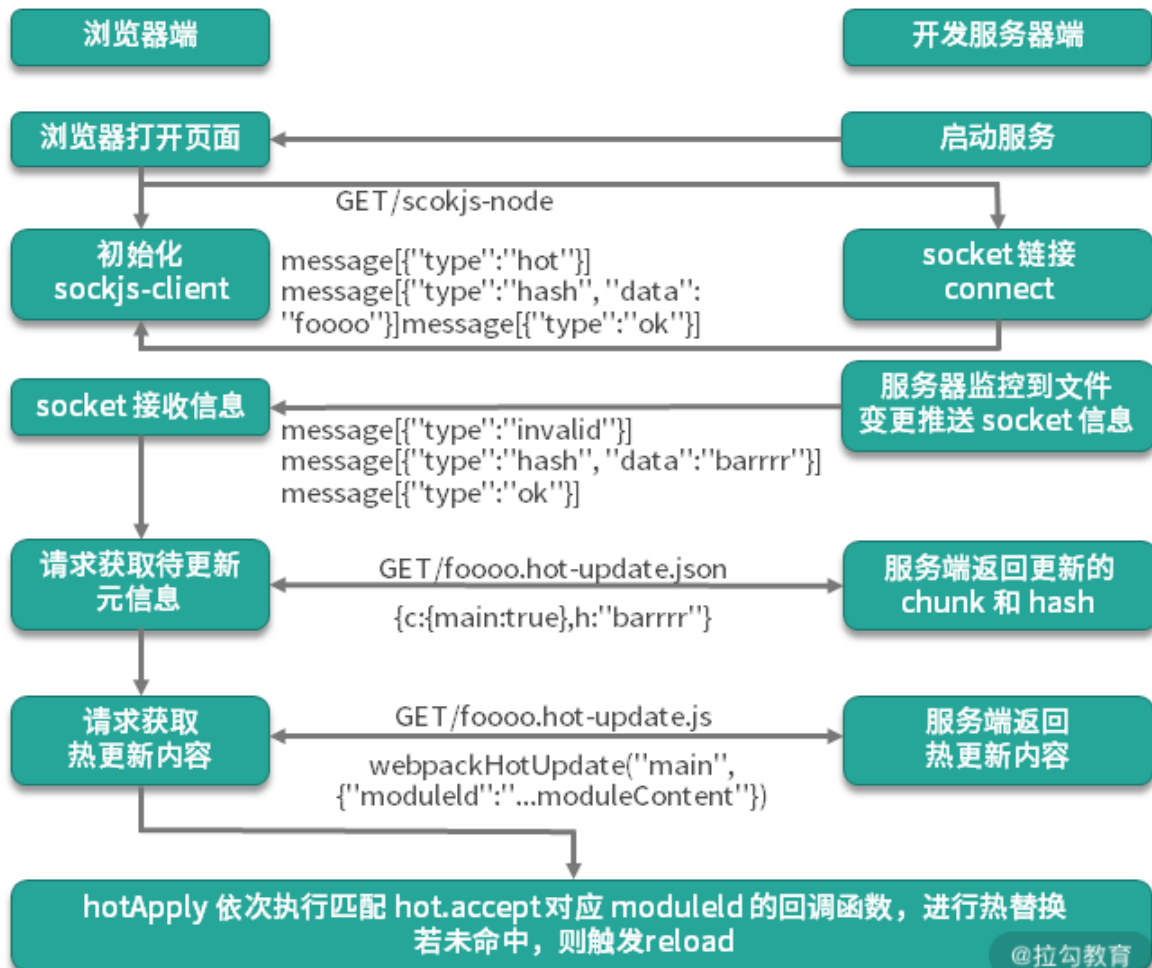 浏览器端
开发服务器端
浏览器打开页面
启动服务
GET/scokjs-node
初始化
sockjs-client
message[{"type":"hot"}]
message[{"type":"hash", "data":
"foooo"}]message[{"type":"ok"}]
socket 链接
connect
socket 接收信息
服务器监控到文件
变更推送 socket 信息
message[{"type":"invalid"}]
message[{"type":"hash", "data":"barrrr"}]
message[{"type":"ok"}]
请求获取待更新
元信息
GET/foooo.hot-update.json
{c:{main:true},h:"barrrr"}
服务端返回更新的
chunk 和 hash
请求获取
热更新内容
GET/foooo.hot-update.js
webpackHotUpdate("main",
{"moduleld":"...moduleContent"})
服务端返回
热更新内容
hotApply 依次执行匹配 hot.accept对应 moduleld 的回调函数，进行热替换
若未命中，则触发reload
@拉勾教育